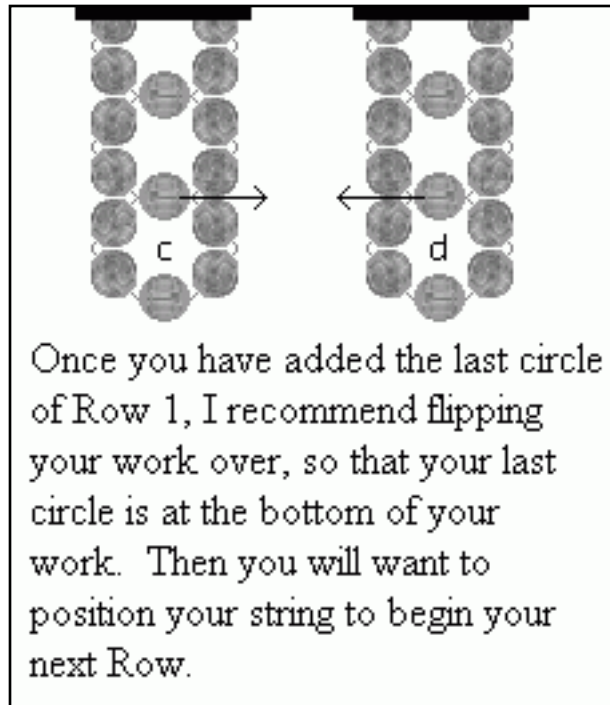 c d
Once you have added the last circle
of Row 1, I recommend flipping
your work over, so that your last
circle is at the bottom of your
work.  Then you will want to
position your string to begin your
next Row.